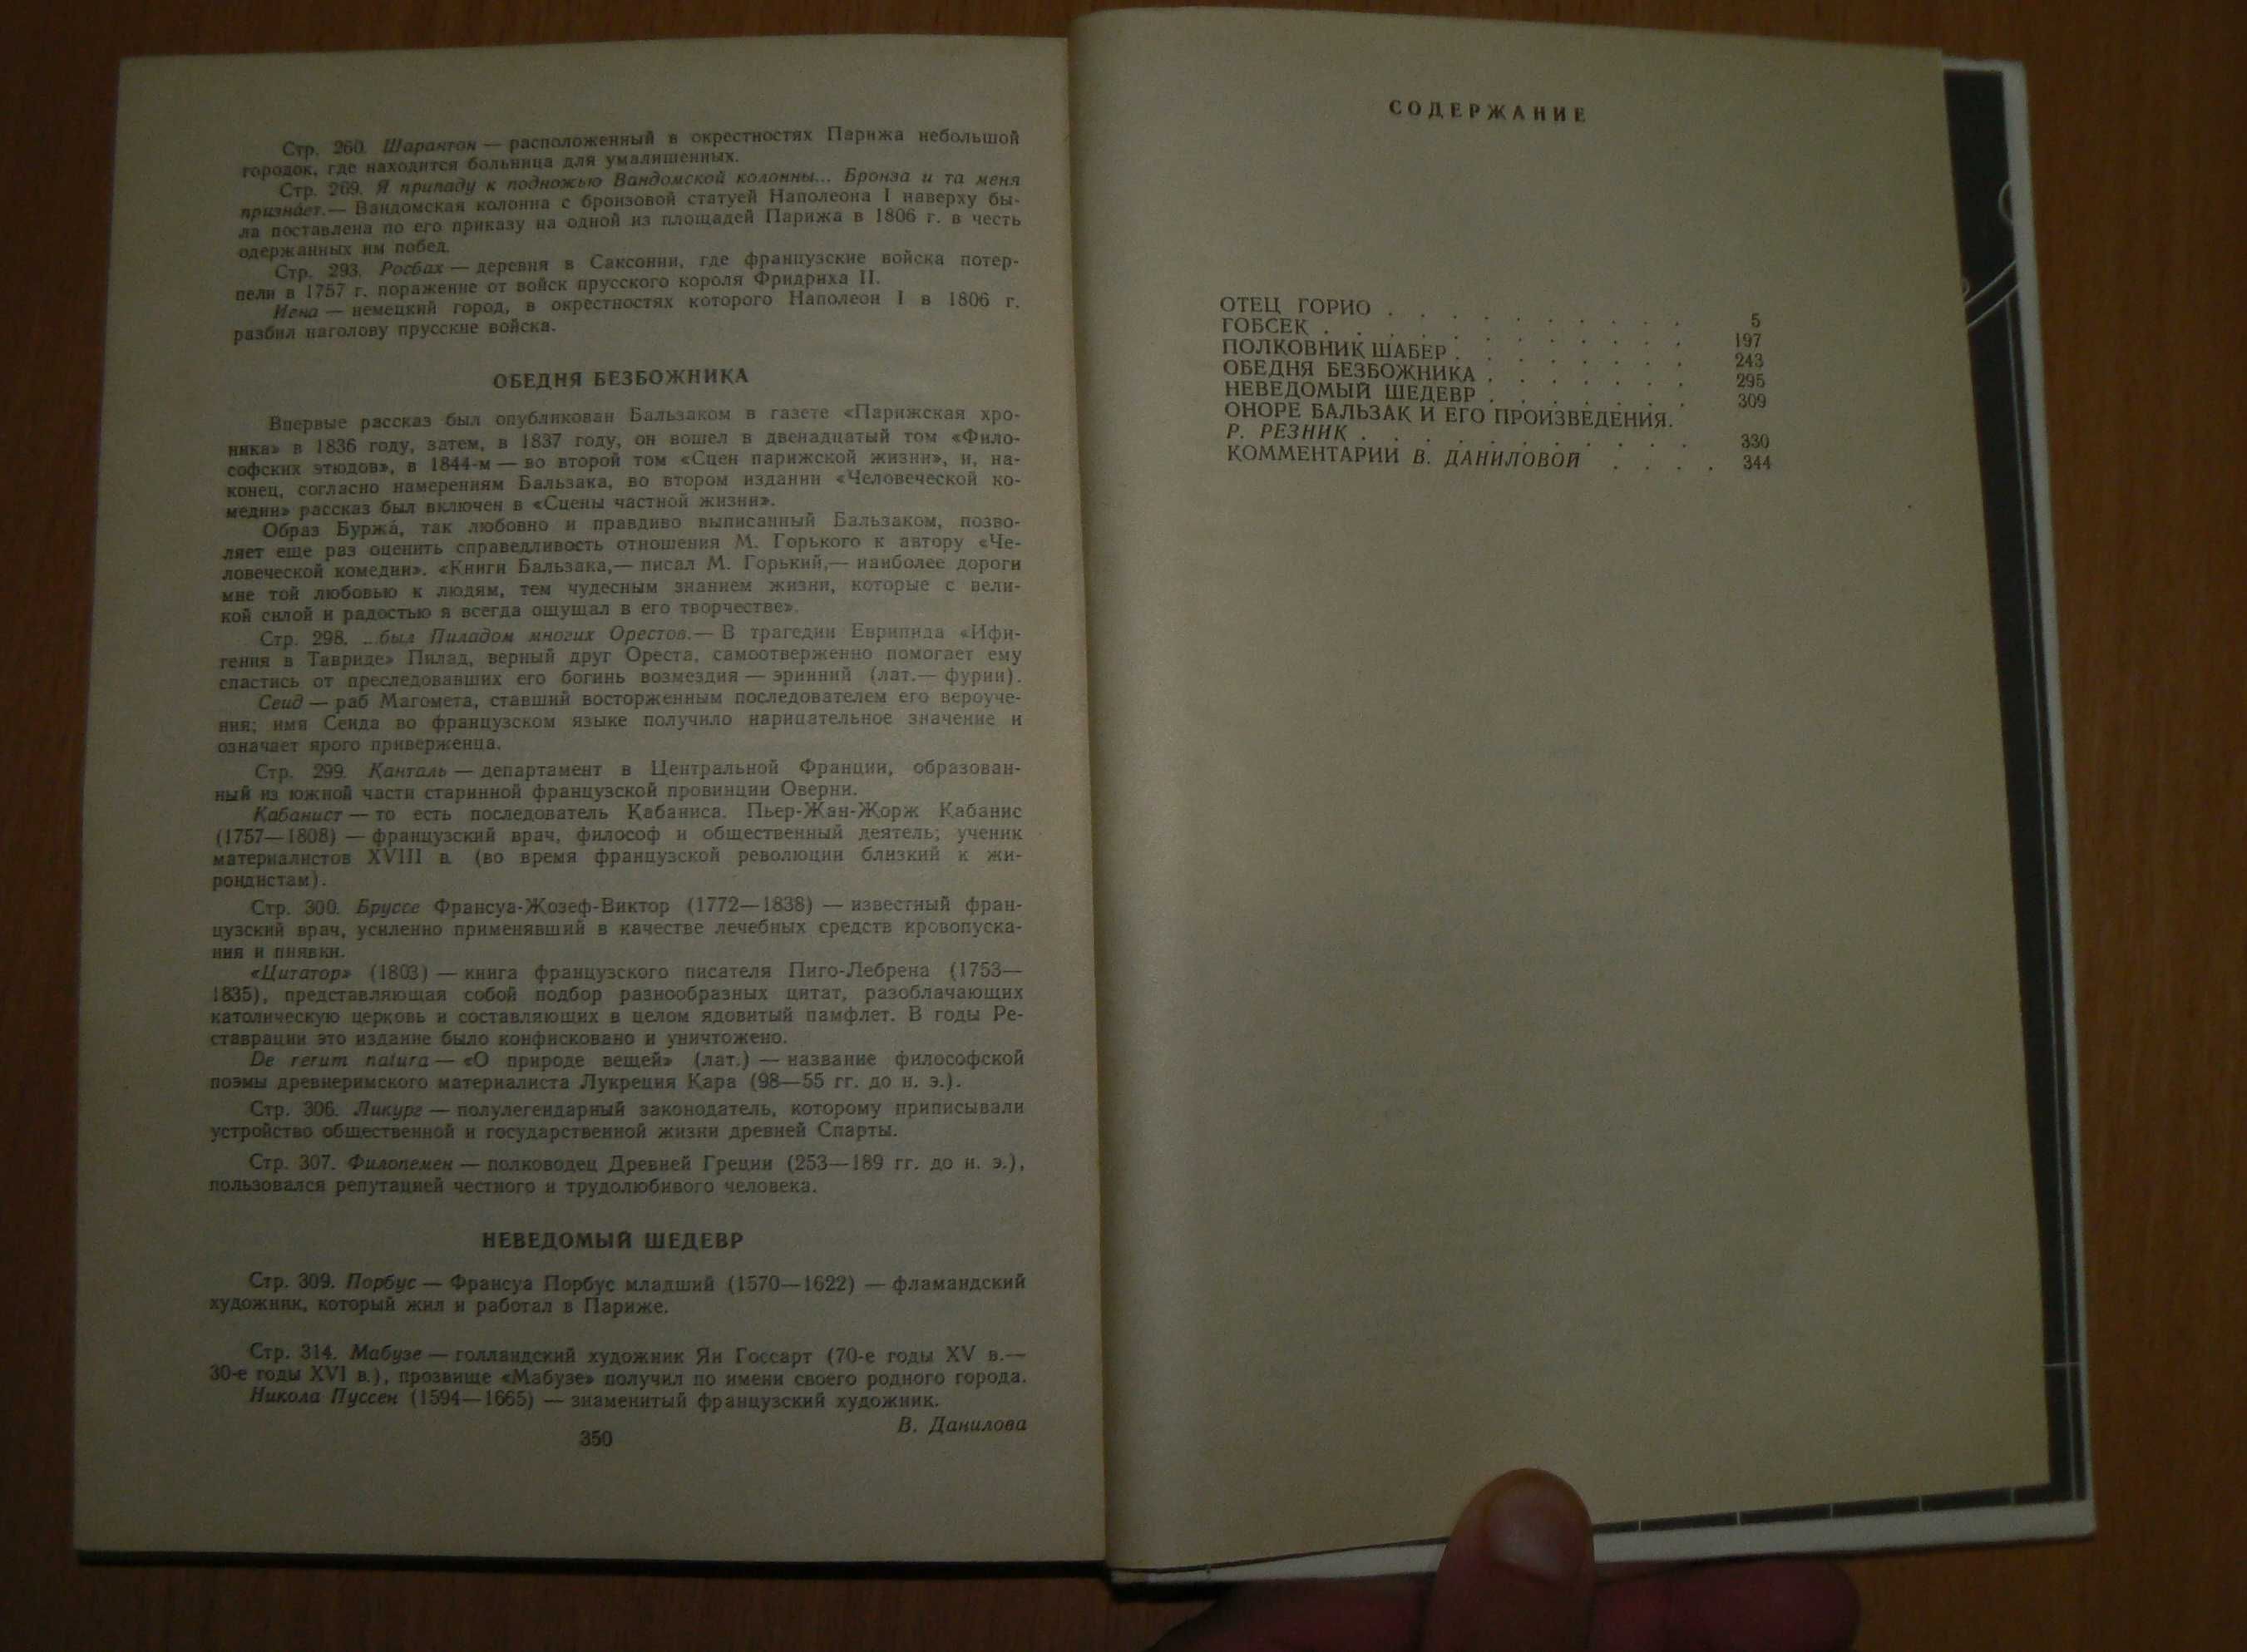 Стр. 260. Шарантон — расположенный в окрестностях Парижа небольшой
городок, где находится больница для умалишенных.
Стр. 269. Я припаду к подножью Вандомской колонны... Бронза и та меня
признает.— Вандомская колонна с бронзовой статуей Наполеона I наверху бы-
ла поставлена по его приказу на одной из площадей Парижа в 1806 г. в честь
одержанных им побед.
Стр. 293. Росбах — деревня в Саксонии, где французские войска потер-
пели в 1757 г. поражение от войск прусского короля Фридриха II.
Иена — немецкий город, в окрестностях которого Наполеон I в 1806 г.
разбил наголову прусские войска.
ОБЕДНЯ БЕЗБОЖНИКА
Впервые рассказ был опубликован Бальзаком в газете «Парижская хро-
ника» в 1836 году, затем, в 1837 году, он вошел в двенадцатый том «Фило-
софских этюдов», в 1844-м — во второй том «Сцен парижской жизни», и, на-
конец, согласно намерениям Бальзака, во втором издании «Человеческой ко-
медии» рассказ был включен в «Сцены частной жизни».
Образ Буржа́, так любовно и правдиво выписанный Бальзаком, позво-
ляет еще раз оценить справедливость отношения М. Горького к автору «Че-
ловеческой комедии». «Книги Бальзака,— писал М. Горький,— наиболее дороги
мне той любовью к людям, тем чудесным знанием жизни, которые с вели-
кой силой и радостью я всегда ощущал в его творчестве».
Стр. 298. ...был Пиладом многих Орестов.— В трагедии Еврипида «Ифи-
гения в Тавриде» Пилад, верный друг Ореста, самоотверженно помогает ему
спастись от преследовавших его богинь возмездия — эринний (лат.— фурии).
Сеид — раб Магомета, ставший восторженным последователем его вероуче-
ния; имя Сеида во французском языке получило нарицательное значение и
означает ярого приверженца.
Стр. 299. Канталь — департамент в Центральной Франции, образован-
ный из южной части старинной французской провинции Оверни.
Кабанист — то есть последователь Кабаниса. Пьер-Жан-Жорж Кабанис
(1757—1808) — французский врач, философ и общественный деятель; ученик
материалистов XVIII в. (во время французской революции близкий к жи-
рондистам).
Стр. 300. Бруссе Франсуа-Жозеф-Виктор (1772—1838) — известный фран-
цузский врач, усиленно применявший в качестве лечебных средств кровопуска-
ния и пиявки.
«Цитатор» (1803) — книга французского писателя Пиго-Лебрена (1753—
1835), представляющая собой подбор разнообразных цитат, разоблачающих
католическую церковь и составляющих в целом ядовитый памфлет. В годы Ре-
ставрации это издание было конфисковано и уничтожено.
De rerum natura — «О природе вещей» (лат.) — название философской
поэмы древнеримского материалиста Лукреция Кара (98—55 гг. до н. э.).
Стр. 306. Ликург — полулегендарный законодатель, которому приписывали
устройство общественной и государственной жизни древней Спарты.
Стр. 307. Филопемен — полководец Древней Греции (253—189 гг. до н. э.),
пользовался репутацией честного и трудолюбивого человека.
НЕВЕДОМЫЙ ШЕДЕВР
Стр. 309. Порбус — Франсуа Порбус младший (1570—1622) — фламандский
художник, который жил и работал в Париже.
Стр. 314. Мабузе — голландский художник Ян Госсарт (70-е годы XV в.—
30-е годы XVI в.), прозвище «Мабузе» получил по имени своего родного города.
Никола Пуссен (1594—1665) — знаменитый французский художник.
В. Данилова
350
СОДЕРЖАНИЕ
ОТЕЦ ГОРИО . . . . . . . . . . 5
ГОБСЕК . . . . . . . . . . . . 197
ПОЛКОВНИК ШАБЕР . . . . . . . . 243
ОБЕДНЯ БЕЗБОЖНИКА . . . . . . . 295
НЕВЕДОМЫЙ ШЕДЕВР . . . . . . . 309
ОНОРЕ БАЛЬЗАК И ЕГО ПРОИЗВЕДЕНИЯ.
Р. РЕЗНИК . . . . . . . . . . . 330
КОММЕНТАРИИ В. ДАНИЛОВОЙ . . . . 344